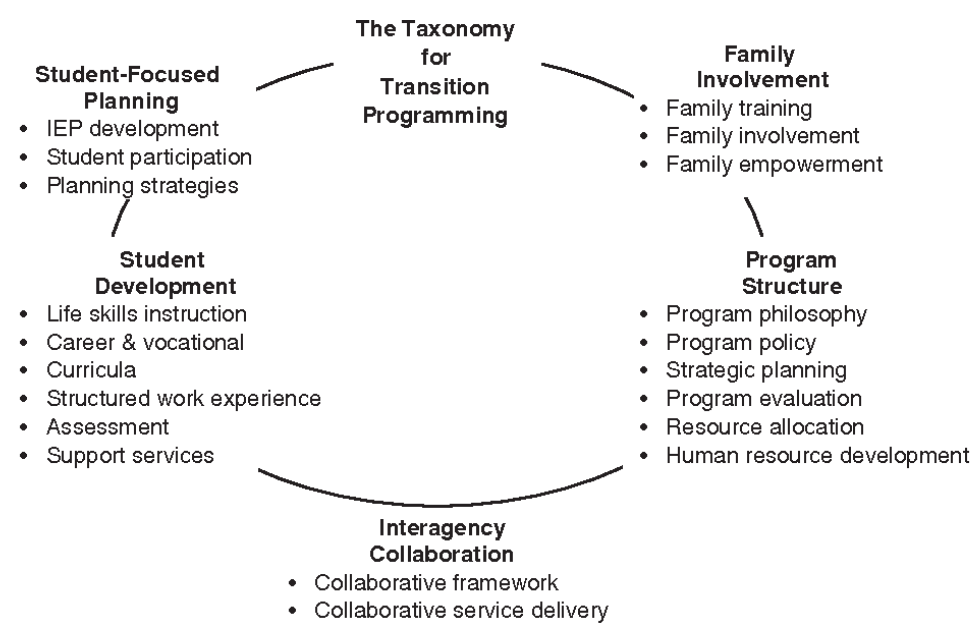 The Taxonomy
for
Transition
Programming
Student-Focused
Planning
• IEP development
• Student participation
• Planning strategies
Family
Involvement
• Family training
• Family involvement
• Family empowerment
Student
Development
• Life skills instruction
• Career & vocational
• Curricula
• Structured work experience
• Assessment
• Support services
Program
Structure
• Program philosophy
• Program policy
• Strategic planning
• Program evaluation
• Resource allocation
• Human resource development
Interagency
Collaboration
• Collaborative framework
• Collaborative service delivery